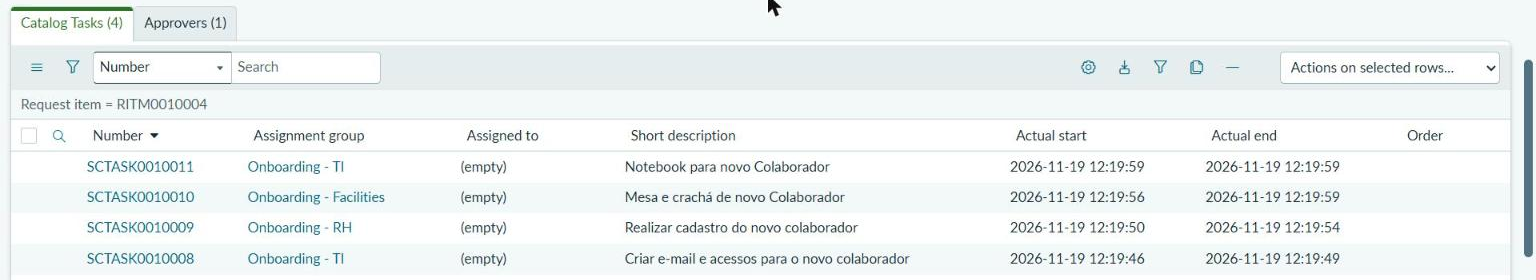 Catalog Tasks (4) Approvers (1)
Number Search Actions on selected rows...
Request item = RITM0010004
Number Assignment group Assigned to Short description Actual start Actual end Order
SCTASK0010011 Onboarding - TI (empty) Notebook para novo Colaborador 2026-11-19 12:19:59 2026-11-19 12:19:59
SCTASK0010010 Onboarding - Facilities (empty) Mesa e crachá de novo Colaborador 2026-11-19 12:19:56 2026-11-19 12:19:59
SCTASK0010009 Onboarding - RH (empty) Realizar cadastro do novo colaborador 2026-11-19 12:19:50 2026-11-19 12:19:54
SCTASK0010008 Onboarding - TI (empty) Criar e-mail e acessos para o novo colaborador 2026-11-19 12:19:46 2026-11-19 12:19:49